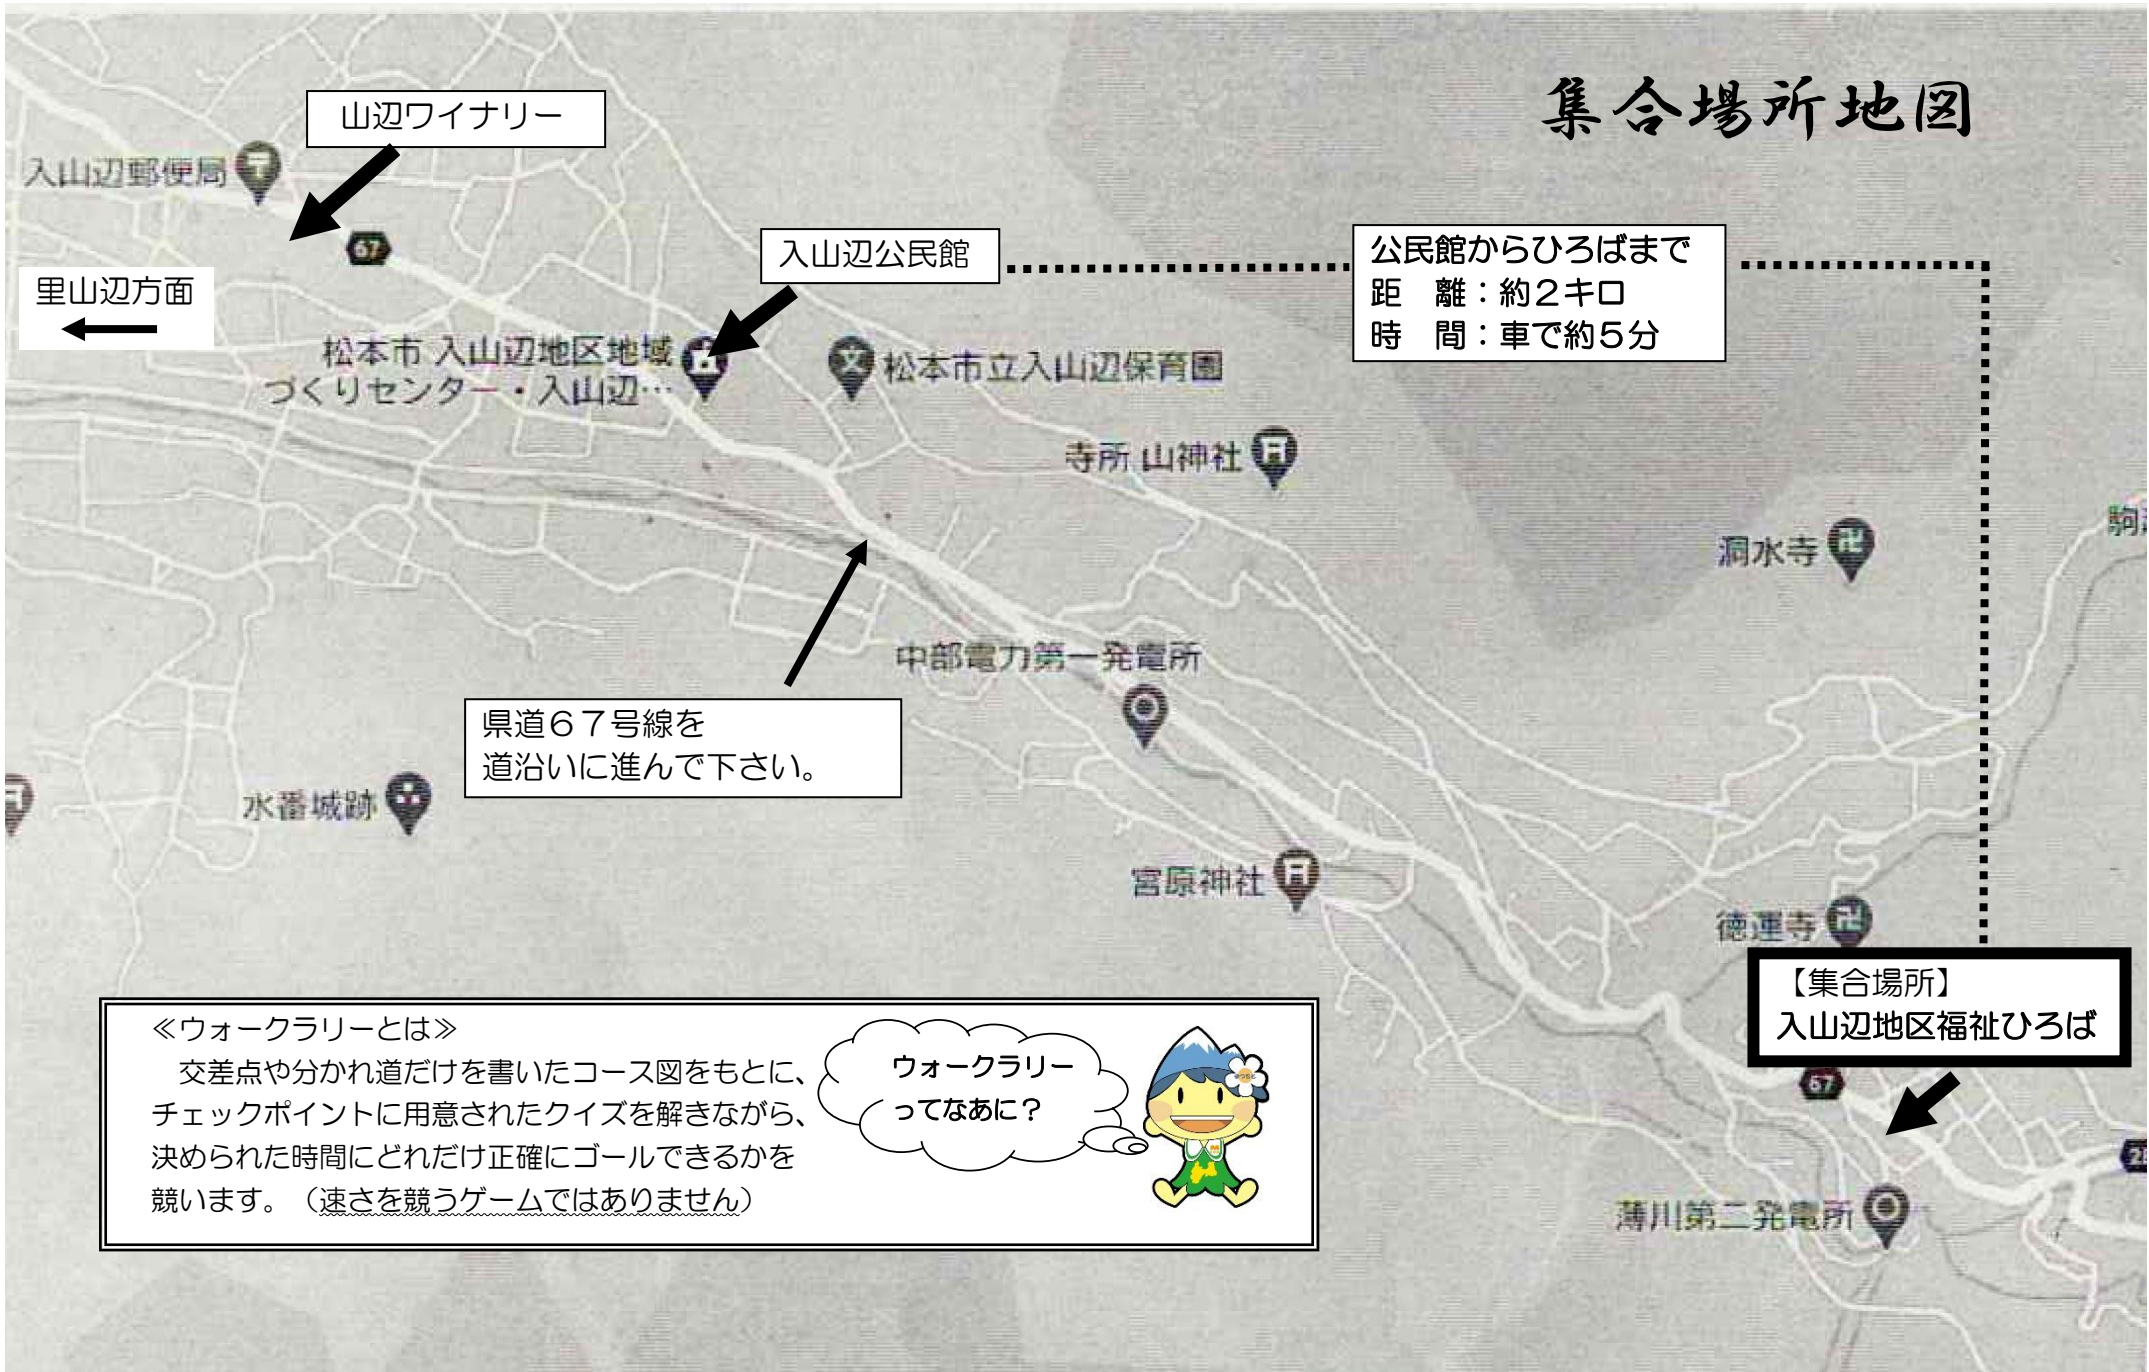 集合場所地図
山辺ワイナリー
入山辺郵便局
67
里山辺方面
入山辺公民館
公民館からひろばまで
距　離：約２キロ
時　間：車で約５分
松本市 入山辺地区地域
づくりセンター・入山辺…
松本市立入山辺保育園
寺所 山神社
洞水寺
駒
中部電力第一発電所
県道６７号線を
道沿いに進んで下さい。
水番城跡
宮原神社
徳運寺
【集合場所】
入山辺地区福祉ひろば
67
薄川第二発電所
≪ウォークラリーとは≫
交差点や分かれ道だけを書いたコース図をもとに、
チェックポイントに用意されたクイズを解きながら、
決められた時間にどれだけ正確にゴールできるかを
競います。（速さを競うゲームではありません）
ウォークラリー
ってなあに？